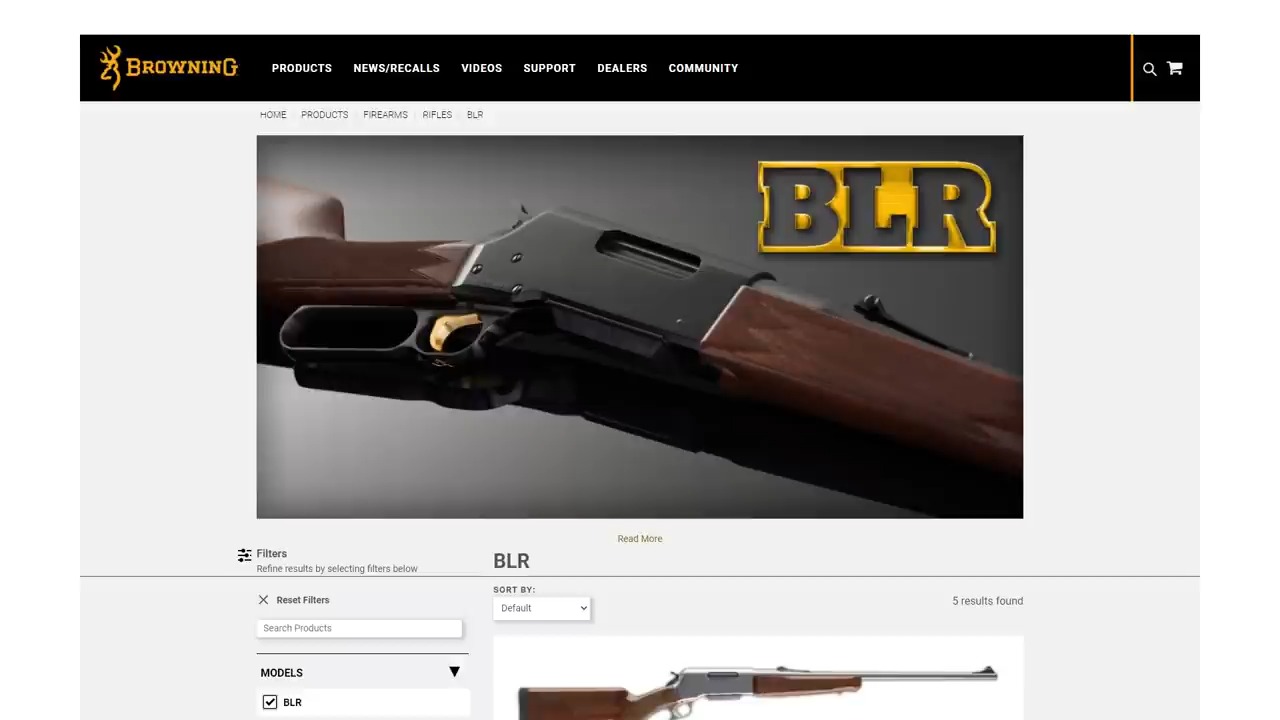 BROWNING
PRODUCTS NEWS/RECALLS VIDEOS SUPPORT DEALERS COMMUNITY
HOME PRODUCTS FIREARMS RIFLES BLR
BLR
Read More
Filters
Refine results by selecting filters below
BLR
Reset Filters
SORT BY:
Default
5 results found
Search Products
MODELS
BLR